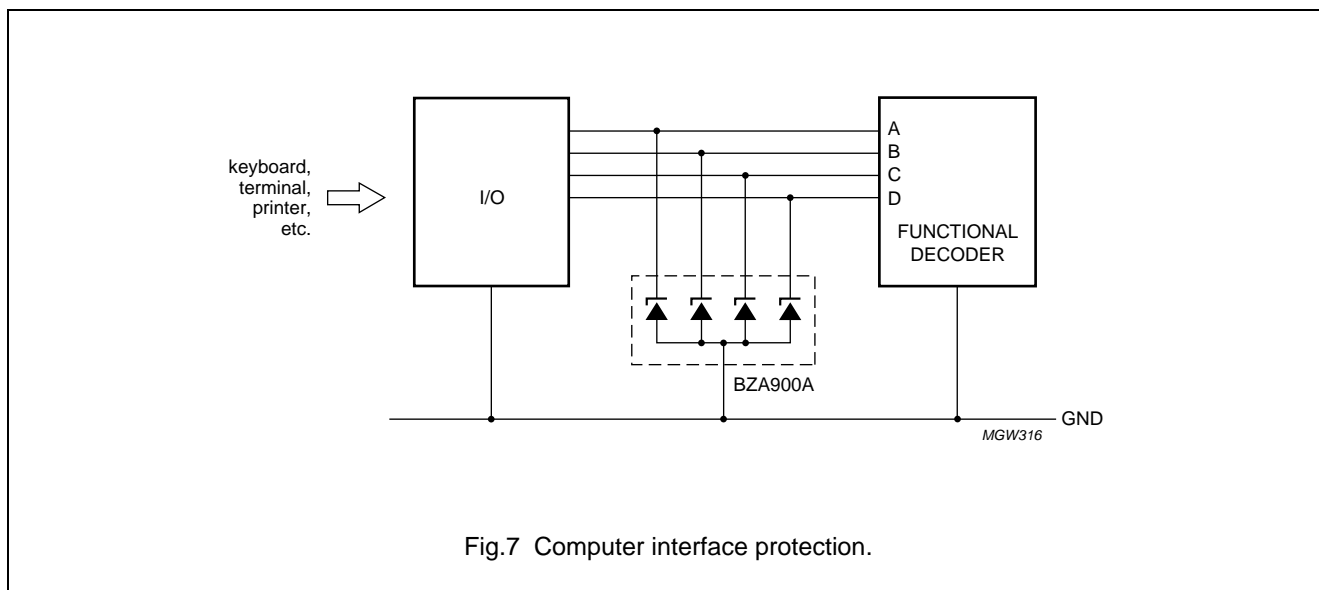 keyboard,
terminal,
printer,
etc.
I/O
A
B
C
D
FUNCTIONAL
DECODER
BZA900A
GND
MGW316
Fig.7 Computer interface protection.